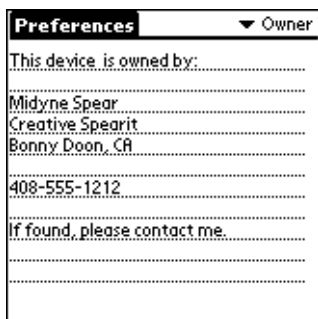 Preferences
Owner
This device is owned by:
Midyne Spear
Creative Spearit
Bonny Doon, CA
408-555-1212
If found, please contact me.